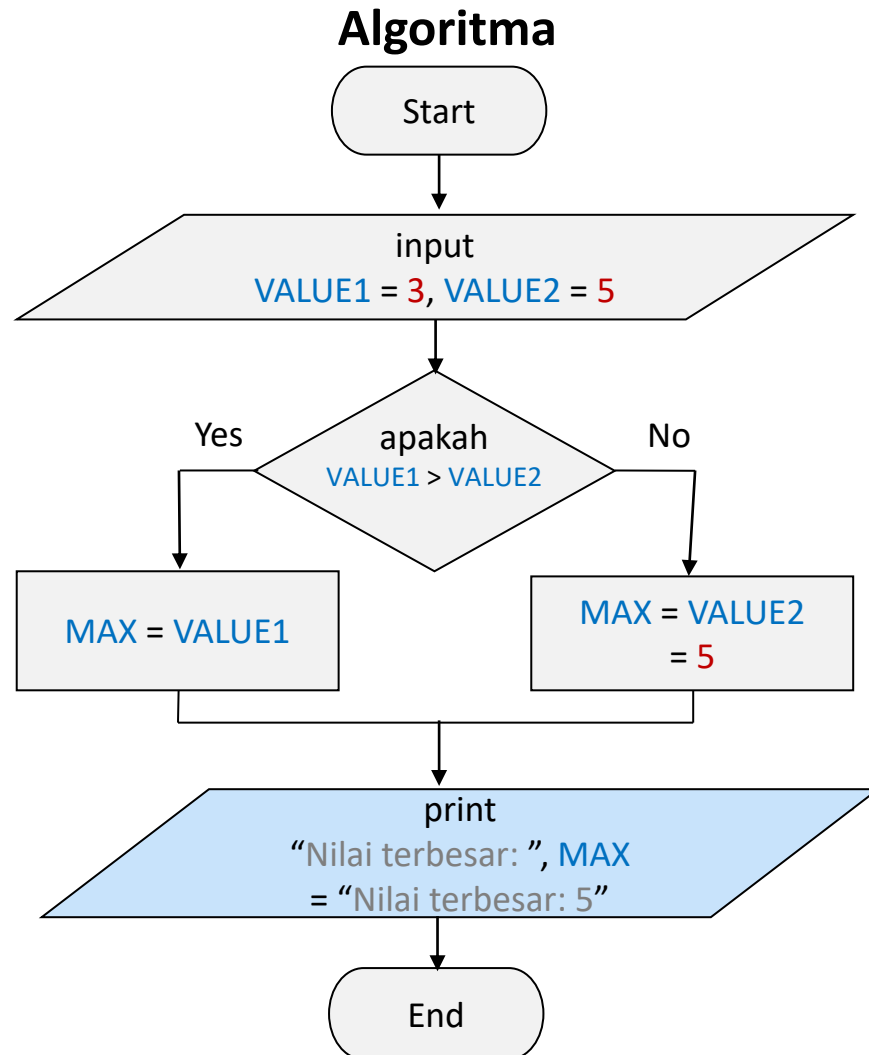 Algoritma
Start
input
VALUE1 = 3, VALUE2 = 5
Yes
apakah
No
VALUE1 > VALUE2
MAX = VALUE1
MAX = VALUE2
= 5
print
“Nilai terbesar: ”, MAX
= “Nilai terbesar: 5”
End